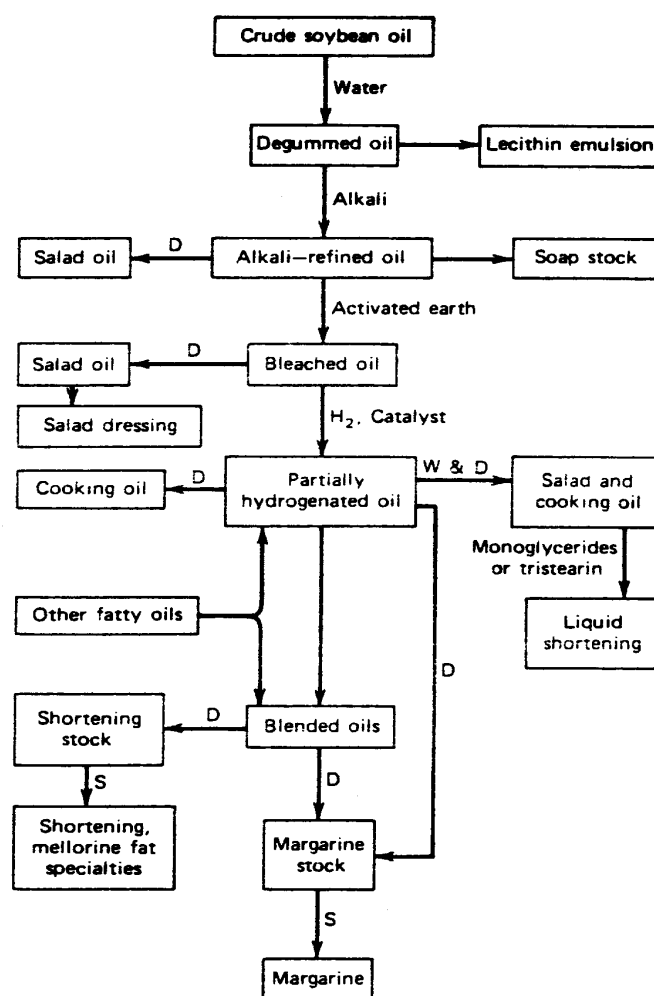 Crude soybean oil
Water
Degummed oil
Lecithin emulsion
Alkali
Salad oil
D
Alkali—refined oil
Soap stock
Activated earth
Salad oil
D
Bleached oil
Salad dressing
H₂, Catalyst
Cooking oil
D
Partially
hydrogenated oil
W & D
Salad and
cooking oil
Monoglycerides
or tristearin
Other fatty oils
Liquid
shortening
D
Shortening
stock
D
Blended oils
S
D
Shortening,
mellorine fat
specialties
Margarine
stock
S
Margarine